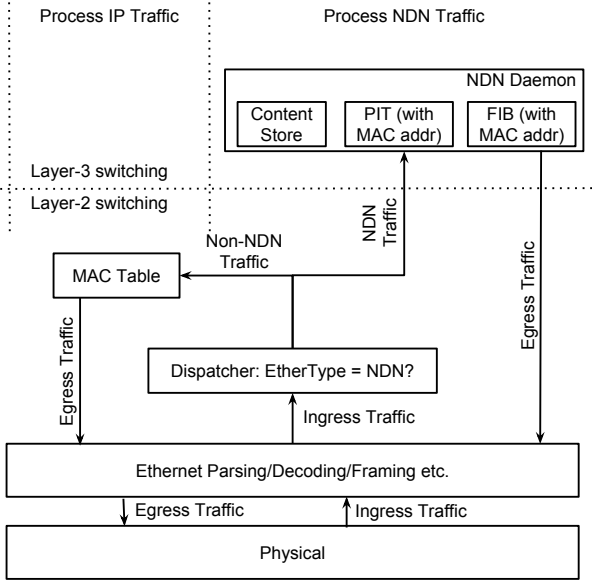 Process IP Traffic
Process NDN Traffic
NDN Daemon
Content
Store
PIT (with
MAC addr)
FIB (with
MAC addr)
Layer-3 switching
Layer-2 switching
NDN
Traffic
Non-NDN
Traffic
Egress Traffic
MAC Table
Egress Traffic
Dispatcher: EtherType = NDN?
Ingress Traffic
Ethernet Parsing/Decoding/Framing etc.
Egress Traffic
Ingress Traffic
Physical